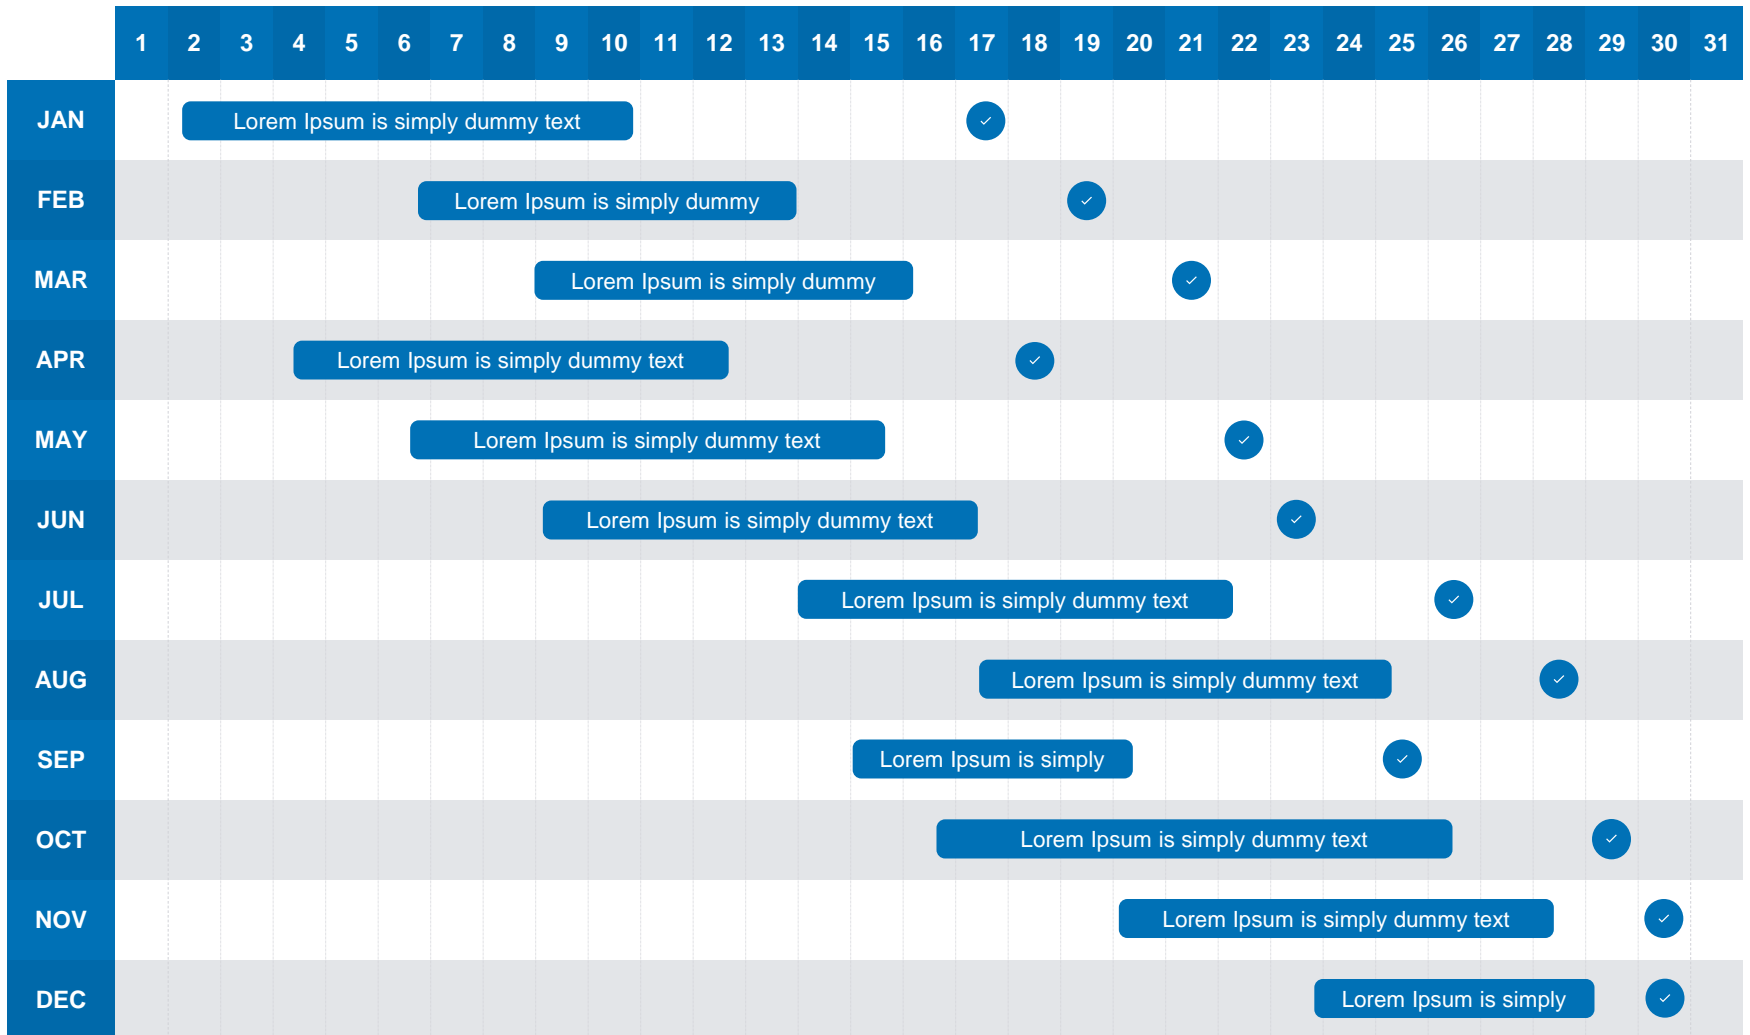 1 2 3 4 5 6 7 8 9 10 11 12 13 14 15 16 17 18 19 20 21 22 23 24 25 26 27 28 29 30 31
JAN Lorem Ipsum is simply dummy text
FEB Lorem Ipsum is simply dummy
MAR Lorem Ipsum is simply dummy
APR Lorem Ipsum is simply dummy text
MAY Lorem Ipsum is simply dummy text
JUN Lorem Ipsum is simply dummy text
JUL Lorem Ipsum is simply dummy text
AUG Lorem Ipsum is simply dummy text
SEP Lorem Ipsum is simply
OCT Lorem Ipsum is simply dummy text
NOV Lorem Ipsum is simply dummy text
DEC Lorem Ipsum is simply